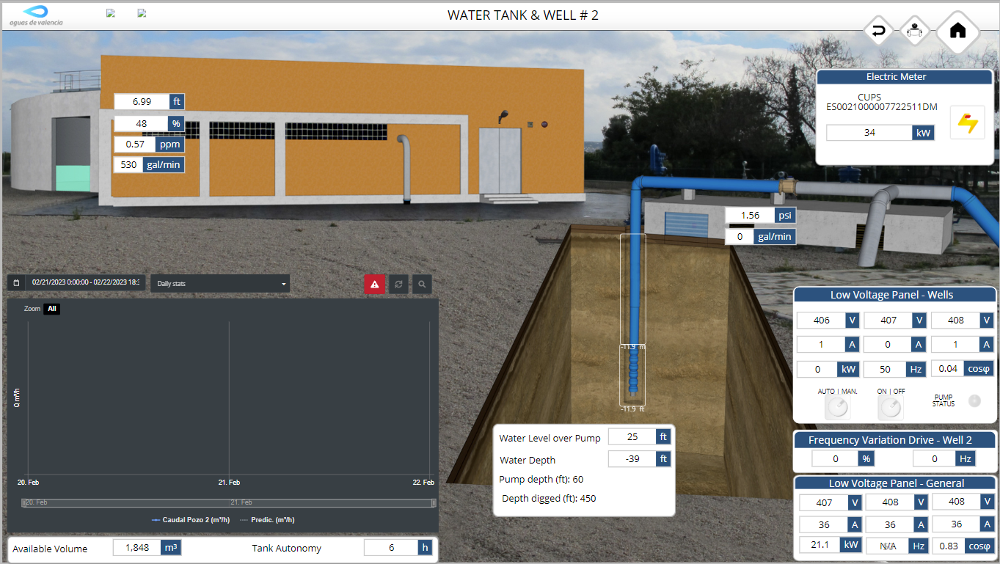 aguas de valencia
WATER TANK & WELL # 2
6.99 ft
48 %
0.57 ppm
530 gal/min
Electric Meter
CUPS
ES0021000007722511DM
34 kW
1.56 psi
0 gal/min
02/21/2023 0:00:00 - 02/22/2023 18:
Daily stats
Zoom All
Q m³/h
20. Feb 21. Feb 22. Feb
20. Feb 21. Feb
Caudal Pozo 2 (m³/h) Predic. (m³/h)
Available Volume 1,848 m³ Tank Autonomy 6 h
-11.9 m
-11.9 ft
Water Level over Pump 25 ft
Water Depth -39 ft
Pump depth (ft): 60
Depth digged (ft): 450
Low Voltage Panel - Wells
406 V 407 V 408 V
1 A 0 A 1 A
0 kW 50 Hz 0.04 cosφ
AUTO | MAN. ON | OFF PUMP
STATUS
Frequency Variation Drive - Well 2
0 % 0 Hz
Low Voltage Panel - General
407 V 408 V 408 V
36 A 36 A 36 A
21.1 kW N/A Hz 0.83 cosφ